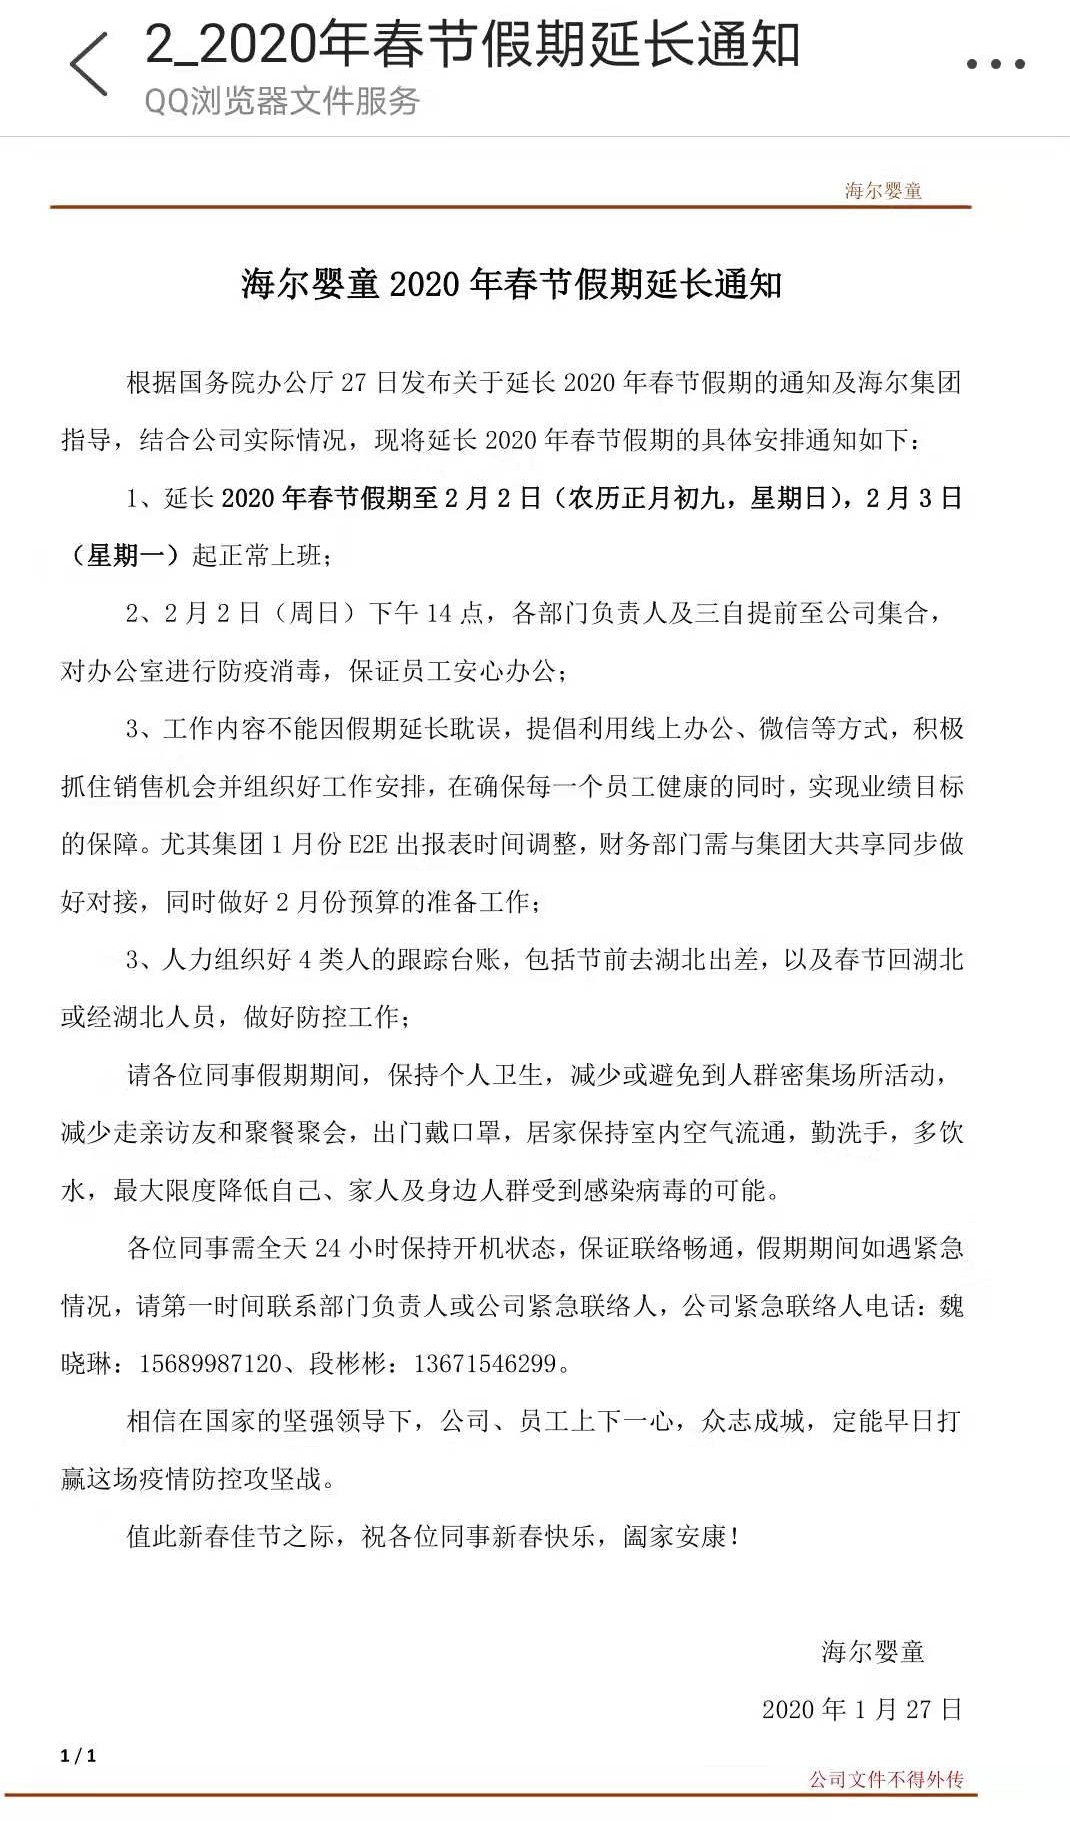 2_2020年春节假期延长通知
QQ浏览器文件服务
海尔婴童
海尔婴童 2020 年春节假期延长通知
根据国务院办公厅 27 日发布关于延长 2020 年春节假期的通知及海尔集团
指导，结合公司实际情况，现将延长 2020 年春节假期的具体安排通知如下：
1、延长 2020 年春节假期至 2 月 2 日（农历正月初九，星期日），2 月 3 日
（星期一）起正常上班；
2、2 月 2 日（周日）下午 14 点，各部门负责人及三自提前至公司集合，
对办公室进行防疫消毒，保证员工安心办公；
3、工作内容不能因假期延长耽误，提倡利用线上办公、微信等方式，积极
抓住销售机会并组织好工作安排，在确保每一个员工健康的同时，实现业绩目标
的保障。尤其集团 1 月份 E2E 出报表时间调整，财务部门需与集团大共享同步做
好对接，同时做好 2 月份预算的准备工作；
3、人力组织好 4 类人的跟踪台账，包括节前去湖北出差，以及春节回湖北
或经湖北人员，做好防控工作；
请各位同事假期期间，保持个人卫生，减少或避免到人群密集场所活动，
减少走亲访友和聚餐聚会，出门戴口罩，居家保持室内空气流通，勤洗手，多饮
水，最大限度降低自己、家人及身边人群受到感染病毒的可能。
各位同事需全天 24 小时保持开机状态，保证联络畅通，假期期间如遇紧急
情况，请第一时间联系部门负责人或公司紧急联络人，公司紧急联络人电话：魏
晓琳：15689987120、段彬彬：13671546299。
相信在国家的坚强领导下，公司、员工上下一心，众志成城，定能早日打
赢这场疫情防控攻坚战。
值此新春佳节之际，祝各位同事新春快乐，阖家安康！
海尔婴童
2020 年 1 月 27 日
1 / 1
公司文件不得外传